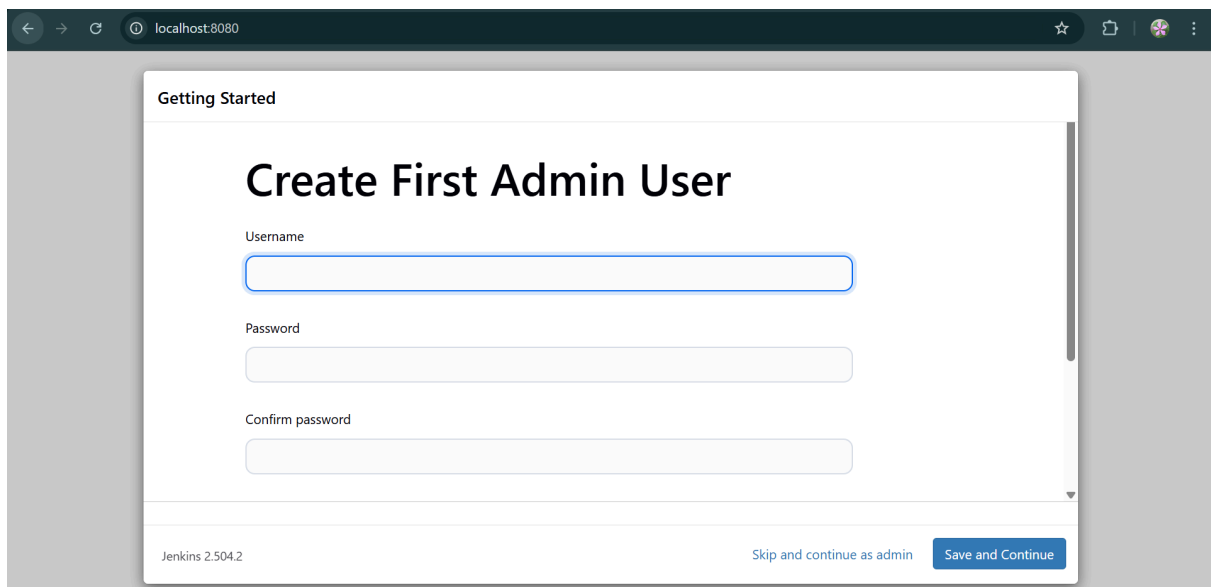 localhost:8080
Getting Started
Create First Admin User
Username
Password
Confirm password
Jenkins 2.504.2
Skip and continue as admin
Save and Continue